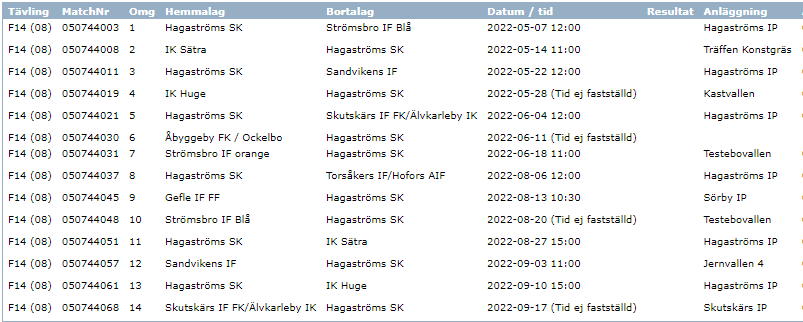 Tävling MatchNr Omg Hemmalag Bortalag Datum / tid Resultat Anläggning
F14 (08) 050744003 1 Hagaströms SK Strömsbro IF Blå 2022-05-07 12:00 Hagaströms IP
F14 (08) 050744008 2 IK Sätra Hagaströms SK 2022-05-14 11:00 Träffen Konstgräs
F14 (08) 050744011 3 Hagaströms SK Sandvikens IF 2022-05-22 12:00 Hagaströms IP
F14 (08) 050744019 4 IK Huge Hagaströms SK 2022-05-28 (Tid ej fastställd) Kastvallen
F14 (08) 050744021 5 Hagaströms SK Skutskärs IF FK/Älvkarleby IK 2022-06-04 12:00 Hagaströms IP
F14 (08) 050744030 6 Åbyggeby FK / Ockelbo Hagaströms SK 2022-06-11 (Tid ej fastställd)
F14 (08) 050744031 7 Strömsbro IF orange Hagaströms SK 2022-06-18 11:00 Testebovallen
F14 (08) 050744037 8 Hagaströms SK Torsåkers IF/Hofors AIF 2022-08-06 12:00 Hagaströms IP
F14 (08) 050744045 9 Gefle IF FF Hagaströms SK 2022-08-13 10:30 Sörby IP
F14 (08) 050744048 10 Strömsbro IF Blå Hagaströms SK 2022-08-20 (Tid ej fastställd) Testebovallen
F14 (08) 050744051 11 Hagaströms SK IK Sätra 2022-08-27 15:00 Hagaströms IP
F14 (08) 050744057 12 Sandvikens IF Hagaströms SK 2022-09-03 11:00 Jernvallen 4
F14 (08) 050744061 13 Hagaströms SK IK Huge 2022-09-10 15:00 Hagaströms IP
F14 (08) 050744068 14 Skutskärs IF FK/Älvkarleby IK Hagaströms SK 2022-09-17 (Tid ej fastställd) Skutskärs IP